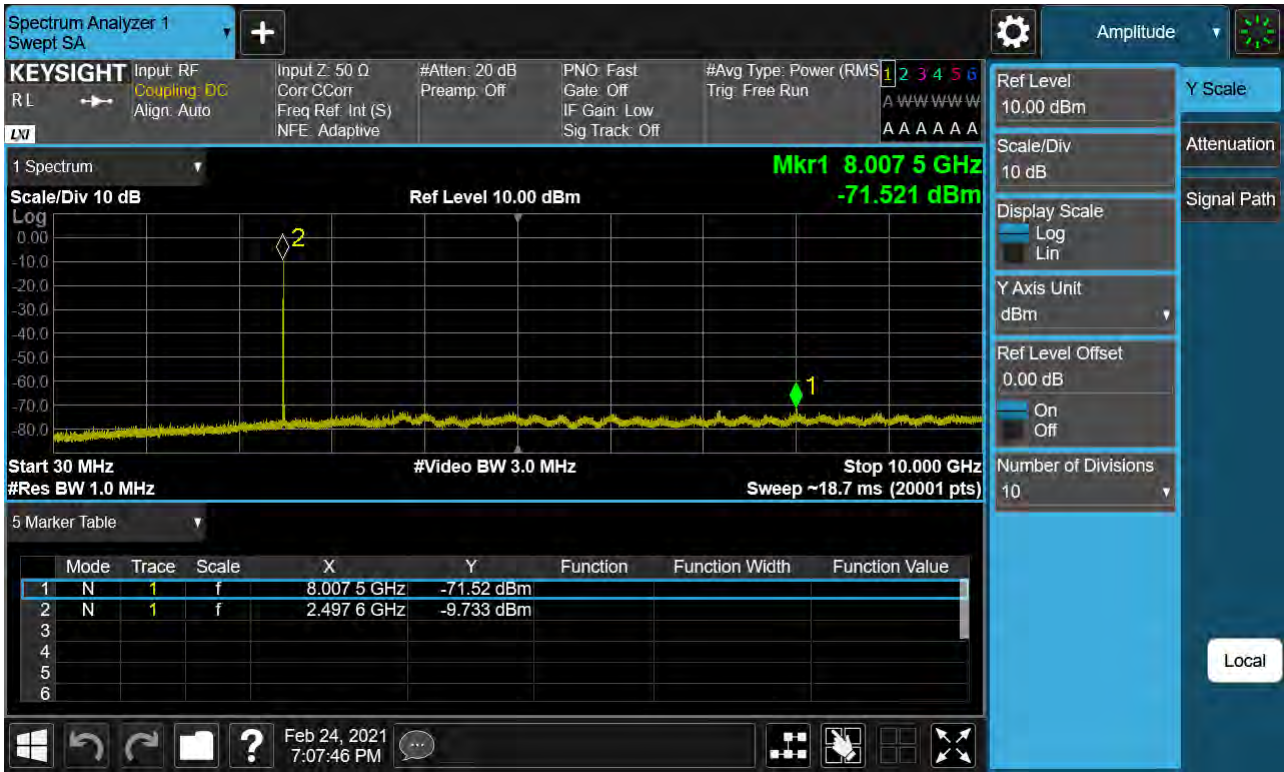 Spectrum Analyzer 1
Swept SA
+
Amplitude
KEYSIGHT
RL
LXI
Input: RF
Coupling: DC
Align: Auto
Input Z: 50 Ω
Corr CCorr
Freq Ref: Int (S)
NFE: Adaptive
#Atten: 20 dB
Preamp: Off
PNO: Fast
Gate: Off
IF Gain: Low
Sig Track: Off
#Avg Type: Power (RMS
Trig: Free Run
1 2 3 4 5 6
A W W W W W
A A A A A A
1 Spectrum
Mkr1 8.007 5 GHz
-71.521 dBm
Scale/Div 10 dB
Ref Level 10.00 dBm
Log
0.00
-10.0
-20.0
-30.0
-40.0
-50.0
-60.0
-70.0
-80.0
2
1
Start 30 MHz
#Video BW 3.0 MHz
Stop 10.000 GHz
#Res BW 1.0 MHz
Sweep ~18.7 ms (20001 pts)
5 Marker Table
Mode Trace Scale X Y Function Function Width Function Value
1 N 1 f 8.007 5 GHz -71.52 dBm
2 N 1 f 2.497 6 GHz -9.733 dBm
3
4
5
6
Ref Level
10.00 dBm
Scale/Div
10 dB
Display Scale
Log
Lin
Y Axis Unit
dBm
Ref Level Offset
0.00 dB
On
Off
Number of Divisions
10
Y Scale
Attenuation
Signal Path
Local
?
Feb 24, 2021
7:07:46 PM